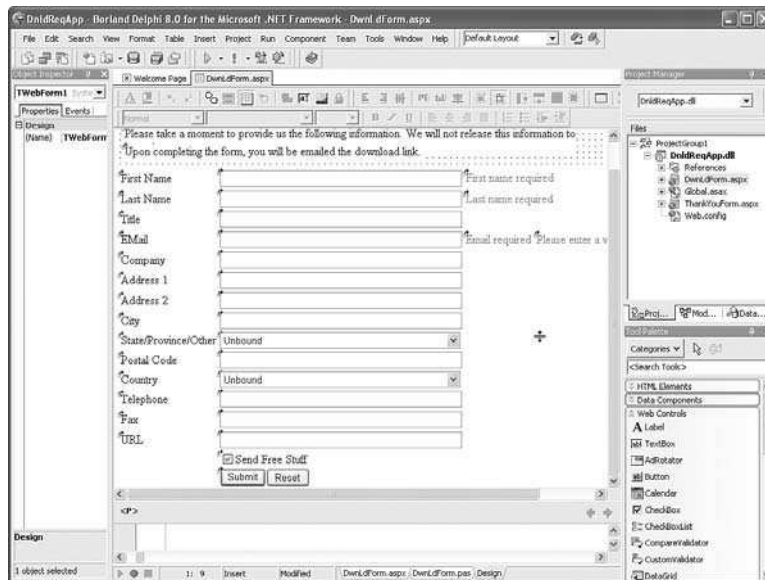 DnldReqApp - Borland Delphi 8.0 for the Microsoft .NET Framework - DwnLdForm.aspx
File Edit Search View Format Table Insert Project Run Component Team Tools Window Help Default Layout
Object Inspector
TWebForm1
Properties Events
Design
(Name) TWebForm
Design
1 object selected
Welcome Page DwnLdForm.aspx
Normal
Please take a moment to provide us the following information. We will not release this information to
Upon completing the form, you will be emailed the download link.
First Name First name required
Last Name Last name required
Title
EMail Email required Please enter a v
Company
Address 1
Address 2
City
State/Province/Other Unbound
Postal Code
Country Unbound
Telephone
Fax
URL
Send Free Stuff
Submit Reset
<P>
1: 9 Insert Modified DwnLdForm.aspx DwnLdForm.pas Design
Project Manager
DnldReqApp.dll
Files
ProjectGroup1
DnldReqApp.dll
References
DwnLdForm.aspx
Global.asax
ThankYouForm.aspx
Web.config
Proj... Mod... Data...
Tool Palette
Categories
<Search Tools>
HTML Elements
Data Components
Web Controls
Label
TextBox
AdRotator
Button
Calendar
CheckBox
CheckBoxList
CompareValidator
CustomValidator
DataGrid